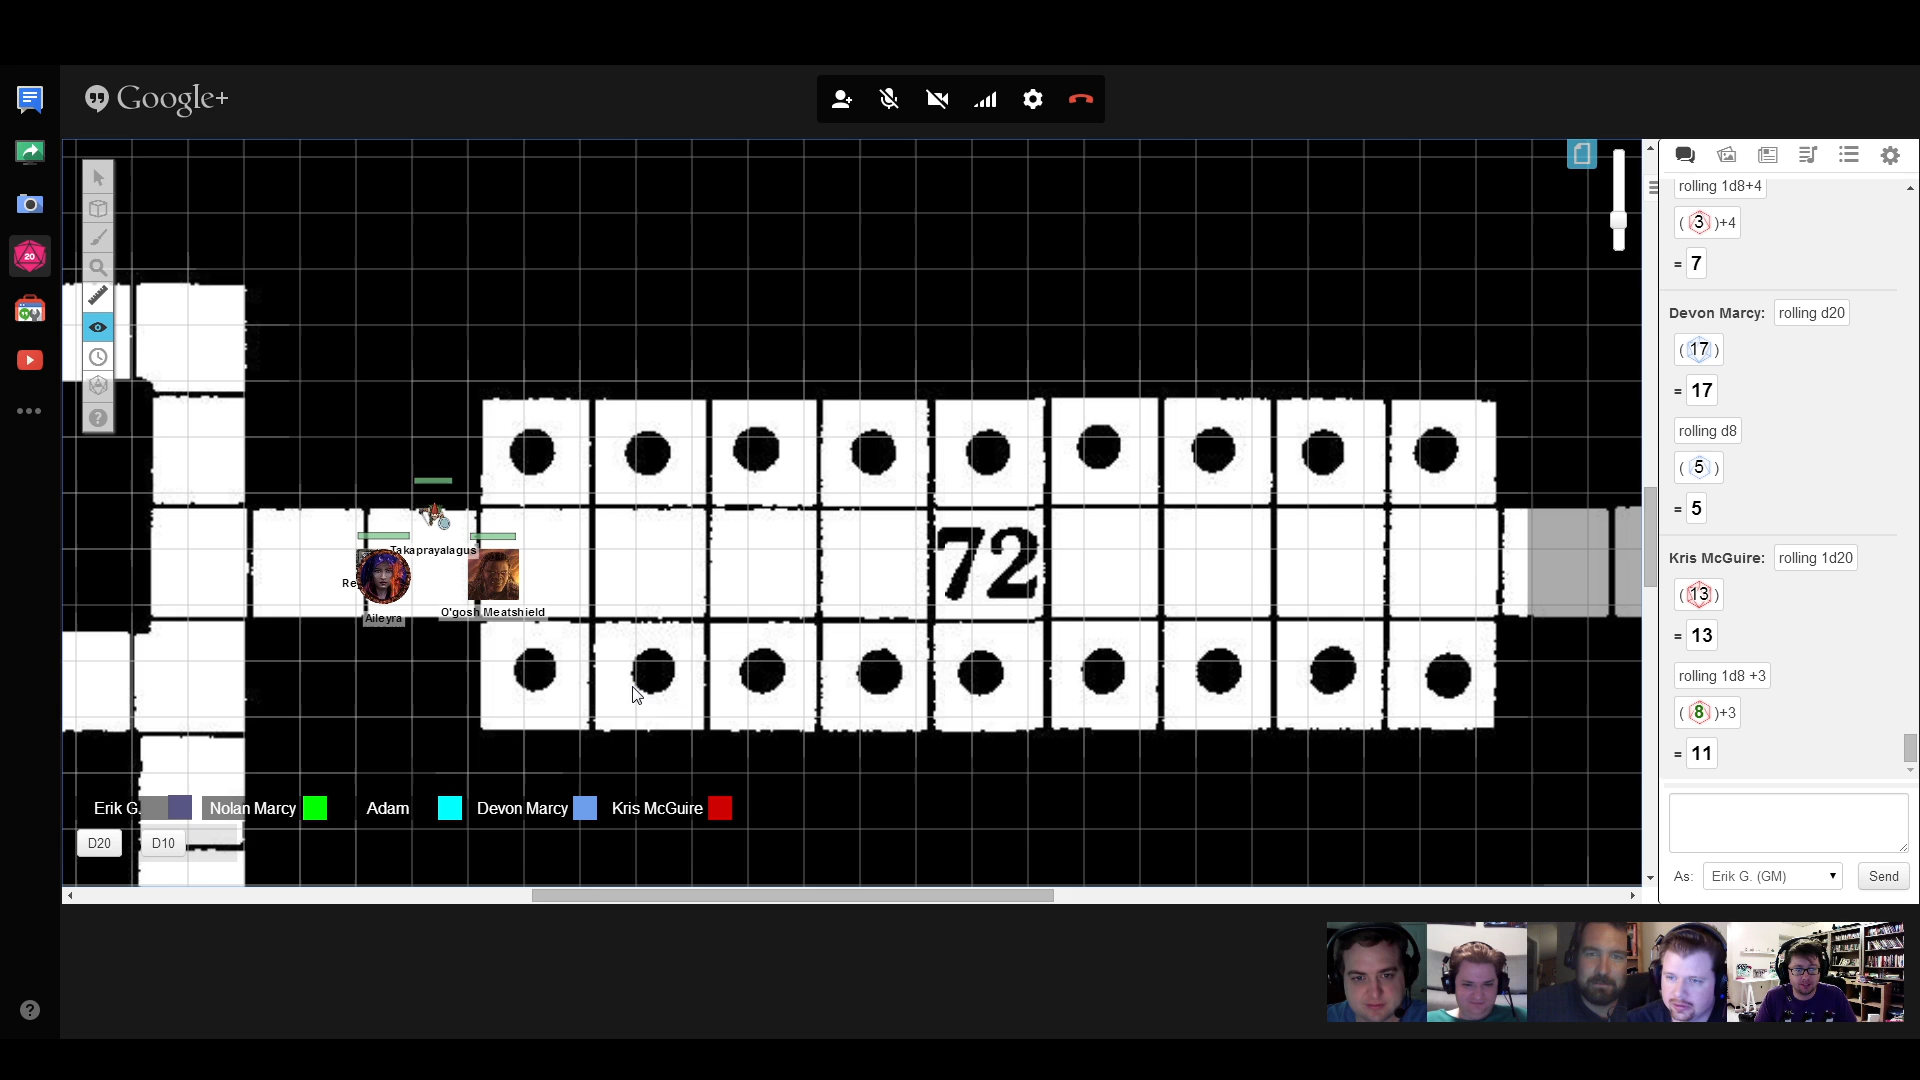 Google+
rolling 1d8+4
(3)+4
= 7
Devon Marcy: rolling d20
(17)
= 17
rolling d8
(5)
= 5
Kris McGuire: rolling 1d20
(13)
= 13
rolling 1d8 +3
(8)+3
= 11
20
Takaprayalagus
Re
Aileyra
O'gosh Meatshield
72
Erik G. Nolan Marcy Adam Devon Marcy Kris McGuire
D20 D10
As: Erik G. (GM) Send